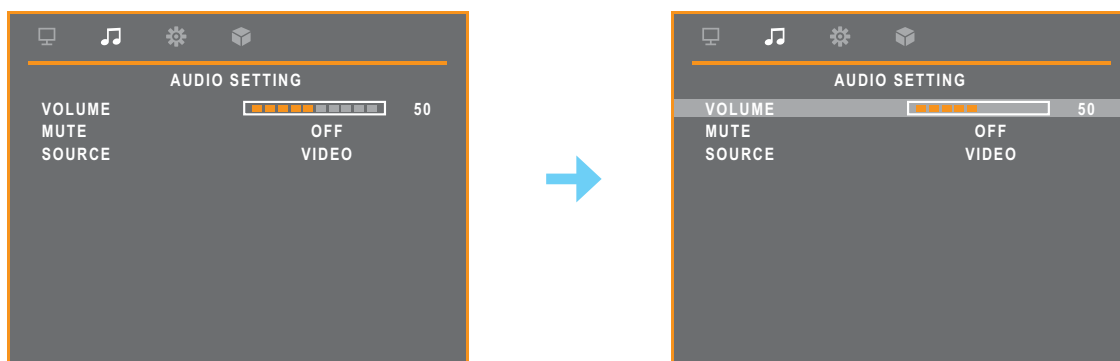 AUDIO SETTING
VOLUME 50
MUTE OFF
SOURCE VIDEO
AUDIO SETTING
VOLUME 50
MUTE OFF
SOURCE VIDEO